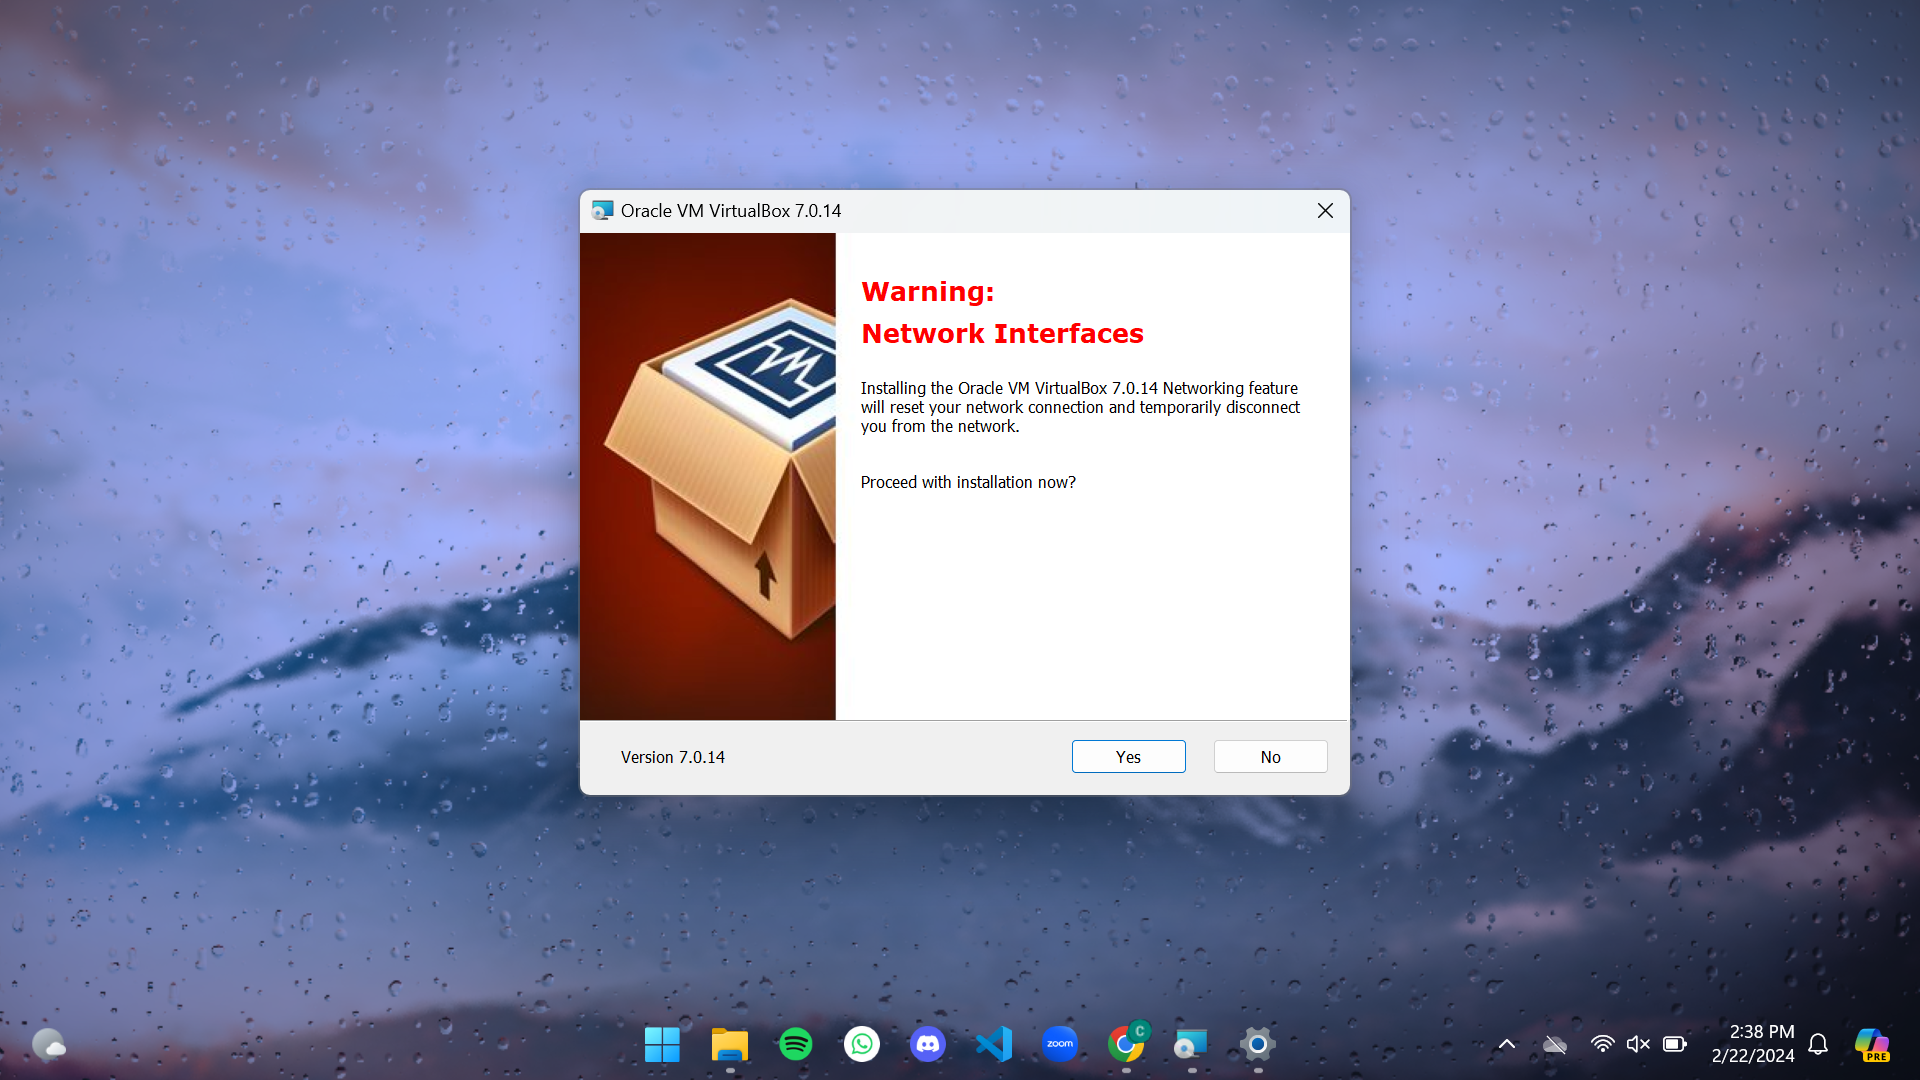 Oracle VM VirtualBox 7.0.14
Warning:
Network Interfaces
Installing the Oracle VM VirtualBox 7.0.14 Networking feature
will reset your network connection and temporarily disconnect
you from the network.
Proceed with installation now?
Version 7.0.14
Yes
No
zoom
C
2:38 PM
2/22/2024
PRE